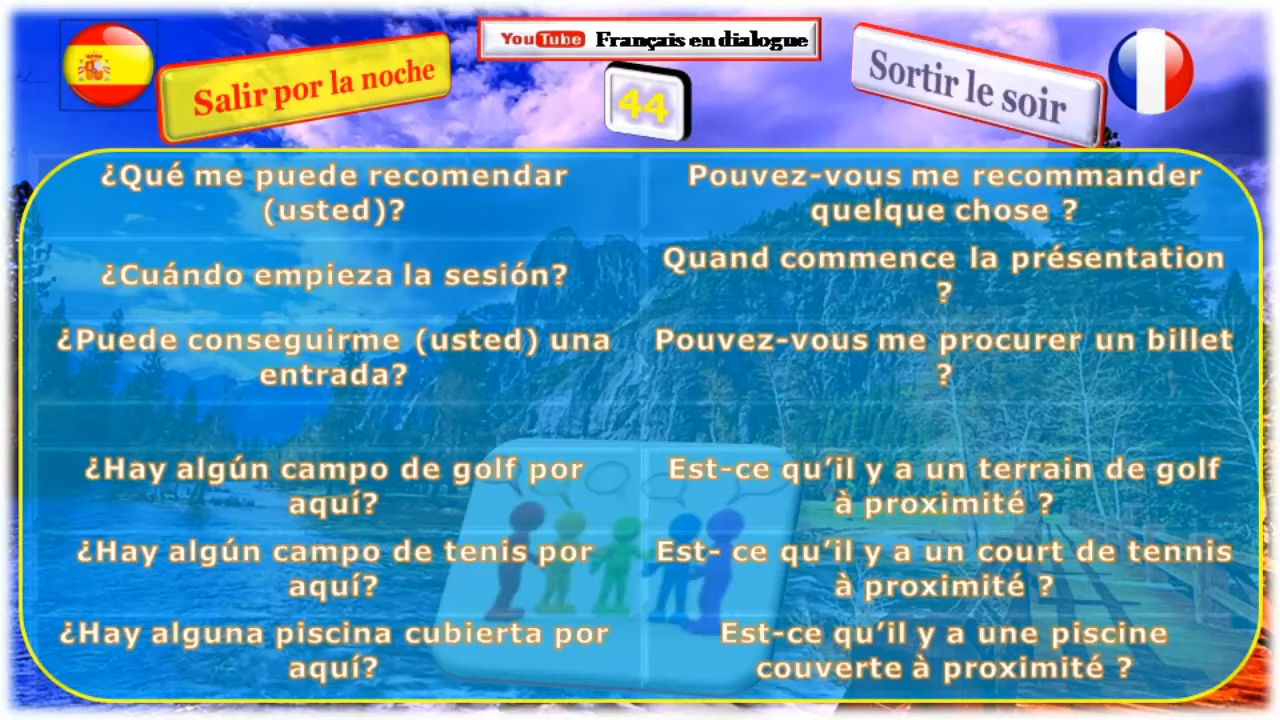 YouTube Français en dialogue
Salir por la noche
44
Sortir le soir
¿Qué me puede recomendar
(usted)?
Pouvez-vous me recommander
quelque chose ?
¿Cuándo empieza la sesión?
Quand commence la présentation
?
¿Puede conseguirme (usted) una
entrada?
Pouvez-vous me procurer un billet
?
¿Hay algún campo de golf por
aquí?
Est-ce qu’il y a un terrain de golf
à proximité ?
¿Hay algún campo de tenis por
aquí?
Est- ce qu’il y a un court de tennis
à proximité ?
¿Hay alguna piscina cubierta por
aquí?
Est-ce qu’il y a une piscine
couverte à proximité ?